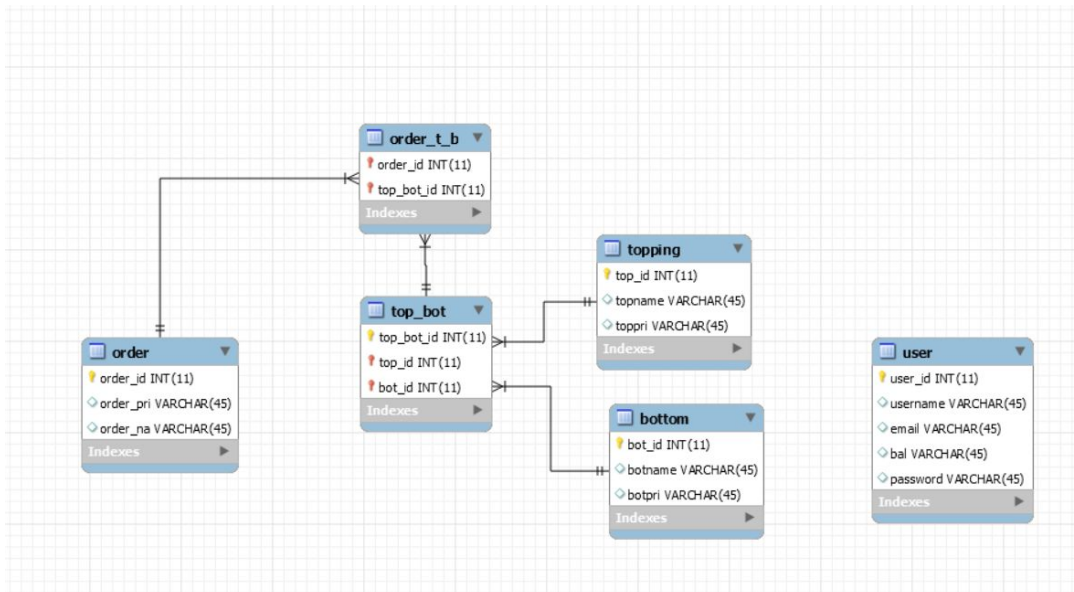 order_t_b
order_id INT(11)
top_bot_id INT(11)
Indexes
topping
top_id INT(11)
topname VARCHAR(45)
toppri VARCHAR(45)
Indexes
top_bot
top_bot_id INT(11)
top_id INT(11)
bot_id INT(11)
Indexes
order
order_id INT(11)
order_pri VARCHAR(45)
order_na VARCHAR(45)
Indexes
bottom
bot_id INT(11)
botname VARCHAR(45)
botpri VARCHAR(45)
Indexes
user
user_id INT(11)
username VARCHAR(45)
email VARCHAR(45)
bal VARCHAR(45)
password VARCHAR(45)
Indexes